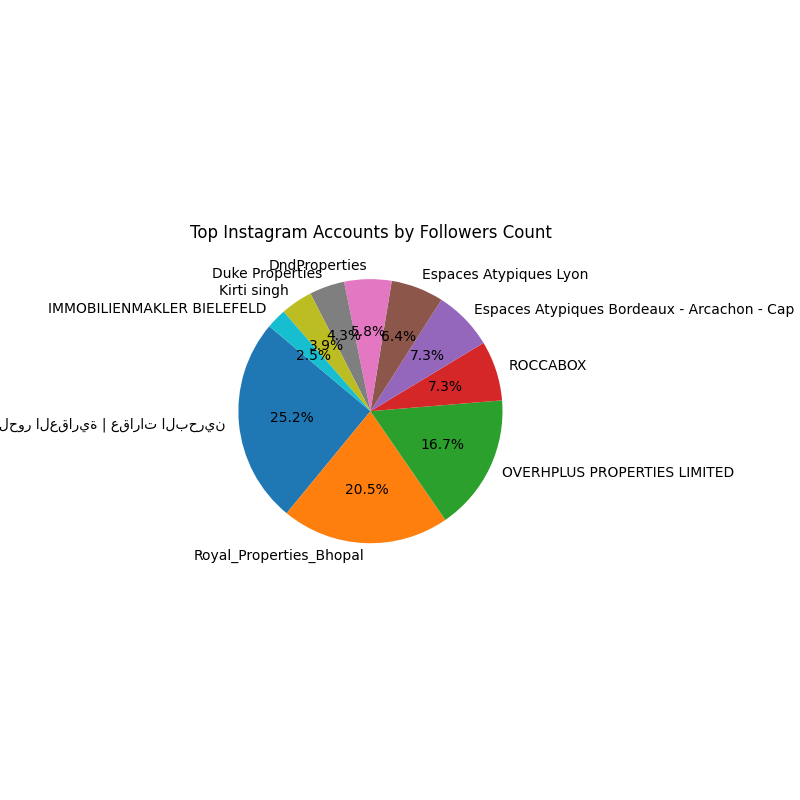 Top Instagram Accounts by Followers Count
DndProperties
Duke Properties
Kirti singh
IMMOBILIENMAKLER BIELEFELD
Espaces Atypiques Lyon
Espaces Atypiques Bordeaux - Arcachon - Cap
ROCCABOX
OVERHPLUS PROPERTIES LIMITED
Royal_Properties_Bhopal
العقارية | عقارات البحرين
5.8%
4.3%
6.4%
3.9%
2.5%
7.3%
7.3%
25.2%
16.7%
20.5%